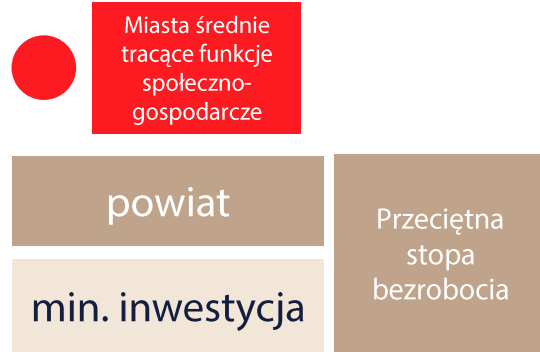 Miasta średnie
tracące funkcje
społeczno-
gospodarcze
powiat
Przeciętna
stopa
bezrobocia
min. inwestycja